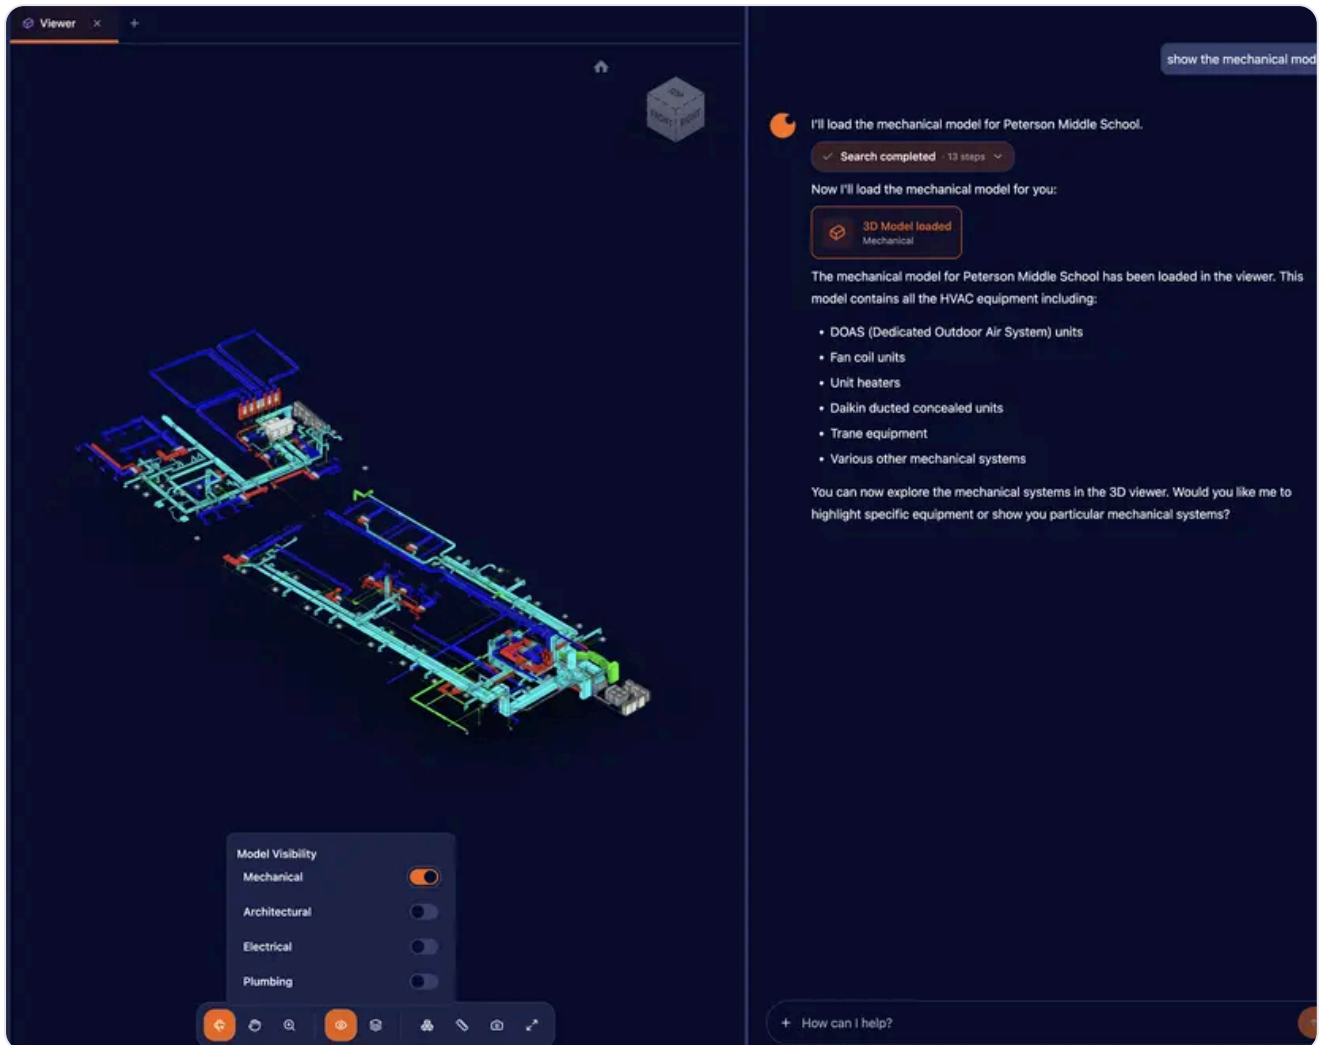 Viewer
show the mechanical mod
TOP
FRONT
RIGHT
I'll load the mechanical model for Peterson Middle School.
Search completed · 13 steps
Now I'll load the mechanical model for you:
3D Model loaded
Mechanical
The mechanical model for Peterson Middle School has been loaded in the viewer. This
model contains all the HVAC equipment including:
• DOAS (Dedicated Outdoor Air System) units
• Fan coil units
• Unit heaters
• Daikin ducted concealed units
• Trane equipment
• Various other mechanical systems
You can now explore the mechanical systems in the 3D viewer. Would you like me to
highlight specific equipment or show you particular mechanical systems?
Model Visibility
Mechanical
Architectural
Electrical
Plumbing
How can I help?